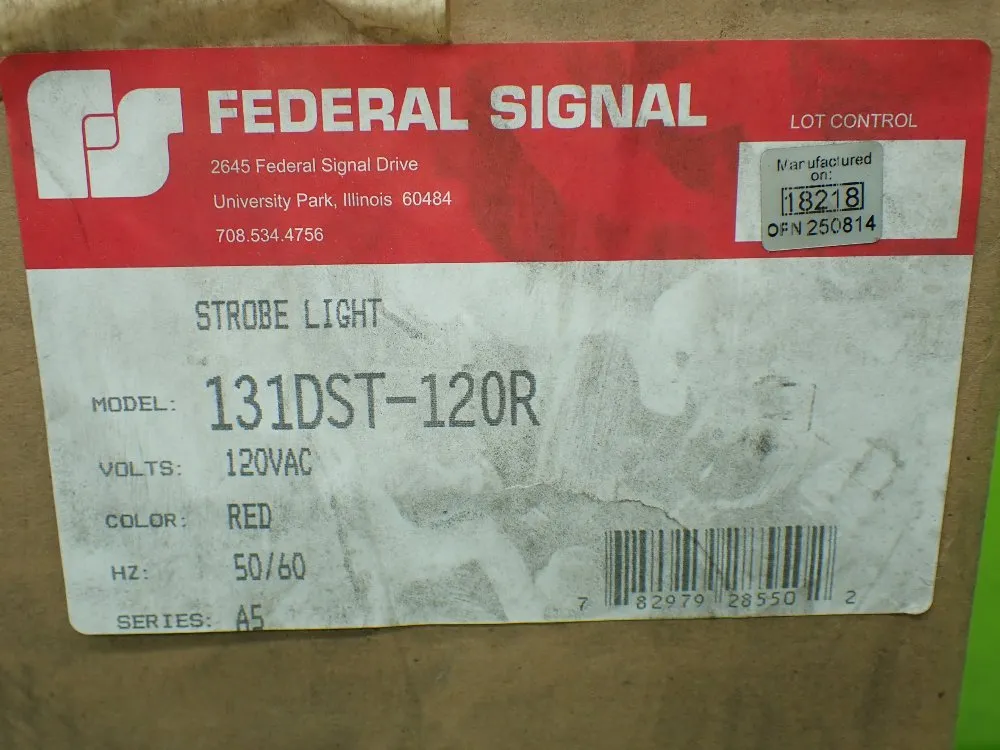 FEDERAL SIGNAL
2645 Federal Signal Drive
University Park, Illinois 60484
708.534.4756
LOT CONTROL
Manufactured
on:
18218
OFN 250814
STROBE LIGHT
MODEL: 131DST-120R
VOLTS: 120VAC
COLOR: RED
HZ: 50/60
SERIES: A5
7 82979 28550 2